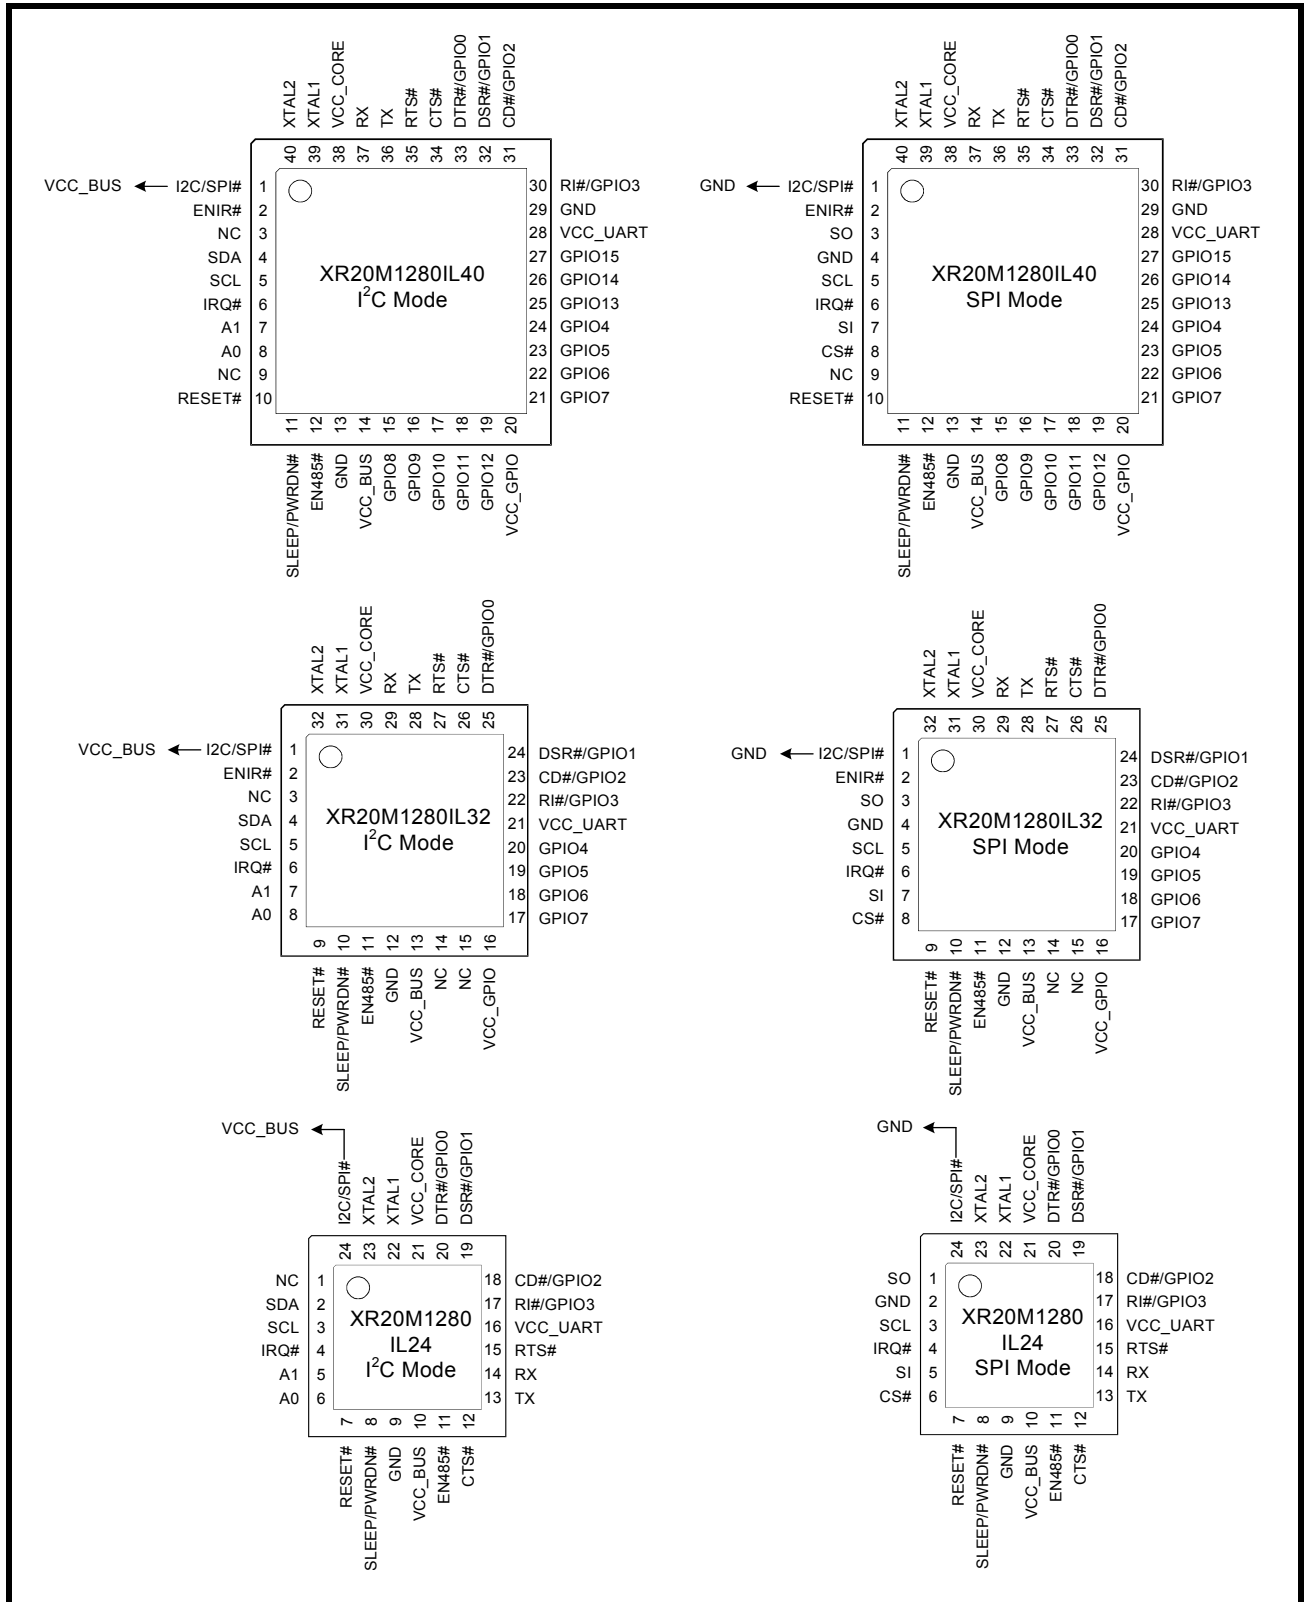 XTAL2
XTAL1
VCC_CORE
RX
TX
RTS#
CTS#
DTR#/GPIO0
DSR#/GPIO1
CD#/GPIO2
40 39 38 37 36 35 34 33 32 31
VCC_BUS I2C/SPI# 1
ENIR# 2
NC 3
SDA 4
SCL 5
IRQ# 6
A1 7
A0 8
NC 9
RESET# 10
XR20M1280IL40
I²C Mode
30 RI#/GPIO3
29 GND
28 VCC_UART
27 GPIO15
26 GPIO14
25 GPIO13
24 GPIO4
23 GPIO5
22 GPIO6
21 GPIO7
11 12 13 14 15 16 17 18 19 20
SLEEP/PWRDN#
EN485#
GND
VCC_BUS
GPIO8
GPIO9
GPIO10
GPIO11
GPIO12
VCC_GPIO
XTAL2
XTAL1
VCC_CORE
RX
TX
RTS#
CTS#
DTR#/GPIO0
DSR#/GPIO1
CD#/GPIO2
40 39 38 37 36 35 34 33 32 31
GND I2C/SPI# 1
ENIR# 2
SO 3
GND 4
SCL 5
IRQ# 6
SI 7
CS# 8
NC 9
RESET# 10
XR20M1280IL40
SPI Mode
30 RI#/GPIO3
29 GND
28 VCC_UART
27 GPIO15
26 GPIO14
25 GPIO13
24 GPIO4
23 GPIO5
22 GPIO6
21 GPIO7
11 12 13 14 15 16 17 18 19 20
SLEEP/PWRDN#
EN485#
GND
VCC_BUS
GPIO8
GPIO9
GPIO10
GPIO11
GPIO12
VCC_GPIO
XTAL2
XTAL1
VCC_CORE
RX
TX
RTS#
CTS#
DTR#/GPIO0
32 31 30 29 28 27 26 25
VCC_BUS I2C/SPI# 1
ENIR# 2
NC 3
SDA 4
SCL 5
IRQ# 6
A1 7
A0 8
XR20M1280IL32
I²C Mode
24 DSR#/GPIO1
23 CD#/GPIO2
22 RI#/GPIO3
21 VCC_UART
20 GPIO4
19 GPIO5
18 GPIO6
17 GPIO7
9 10 11 12 13 14 15 16
RESET#
SLEEP/PWRDN#
EN485#
GND
VCC_BUS
NC
NC
VCC_GPIO
XTAL2
XTAL1
VCC_CORE
RX
TX
RTS#
CTS#
DTR#/GPIO0
32 31 30 29 28 27 26 25
GND I2C/SPI# 1
ENIR# 2
SO 3
GND 4
SCL 5
IRQ# 6
SI 7
CS# 8
XR20M1280IL32
SPI Mode
24 DSR#/GPIO1
23 CD#/GPIO2
22 RI#/GPIO3
21 VCC_UART
20 GPIO4
19 GPIO5
18 GPIO6
17 GPIO7
9 10 11 12 13 14 15 16
RESET#
SLEEP/PWRDN#
EN485#
GND
VCC_BUS
NC
NC
VCC_GPIO
VCC_BUS
I2C/SPI#
XTAL2
XTAL1
VCC_CORE
DTR#/GPIO0
DSR#/GPIO1
24 23 22 21 20 19
NC 1
SDA 2
SCL 3
IRQ# 4
A1 5
A0 6
XR20M1280
IL24
I²C Mode
18 CD#/GPIO2
17 RI#/GPIO3
16 VCC_UART
15 RTS#
14 RX
13 TX
7 8 9 10 11 12
RESET#
SLEEP/PWRDN#
GND
VCC_BUS
EN485#
CTS#
GND
I2C/SPI#
XTAL2
XTAL1
VCC_CORE
DTR#/GPIO0
DSR#/GPIO1
24 23 22 21 20 19
SO 1
GND 2
SCL 3
IRQ# 4
SI 5
CS# 6
XR20M1280
IL24
SPI Mode
18 CD#/GPIO2
17 RI#/GPIO3
16 VCC_UART
15 RTS#
14 RX
13 TX
7 8 9 10 11 12
RESET#
SLEEP/PWRDN#
GND
VCC_BUS
EN485#
CTS#